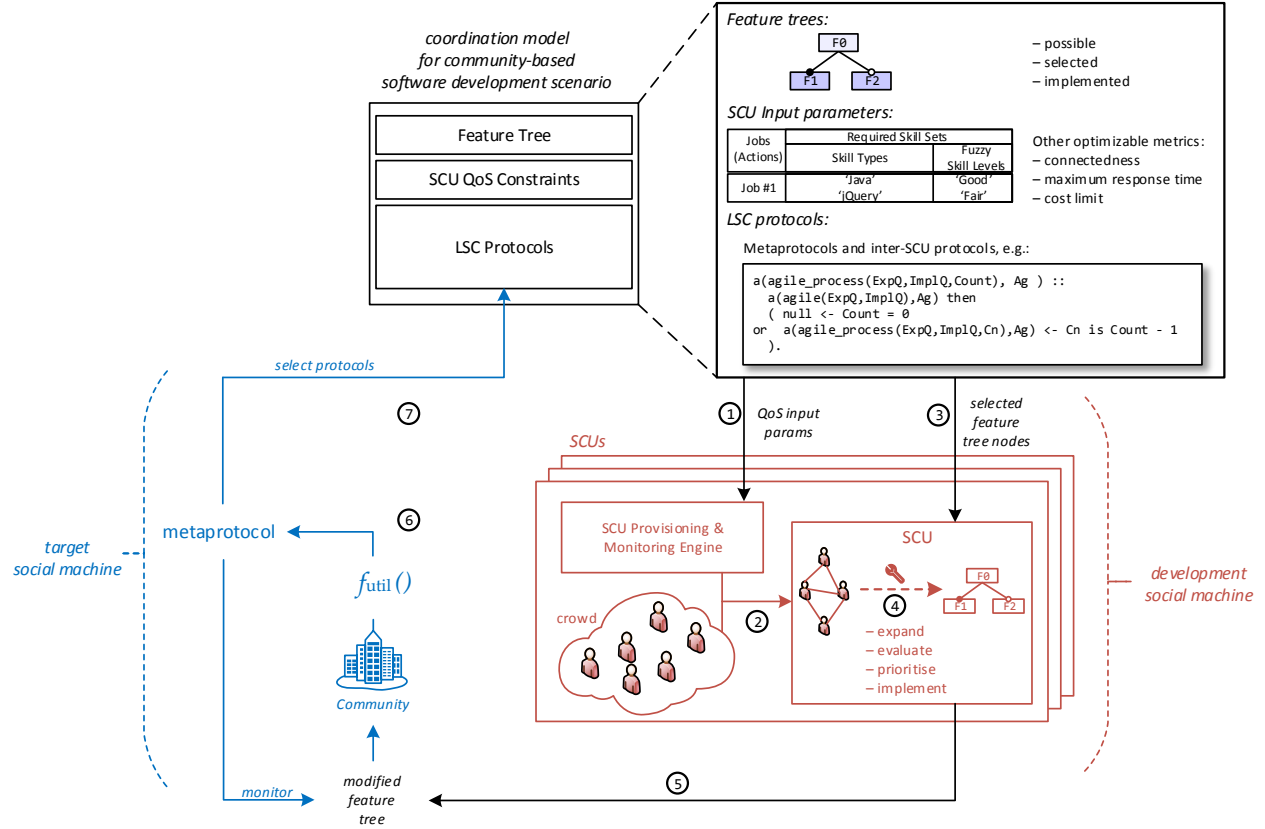 coordination model
for community-based
software development scenario
Feature Tree
SCU QoS Constraints
LSC Protocols
Feature trees:
F0
F1
F2
– possible
– selected
– implemented
SCU Input parameters:
Jobs
(Actions)
Required Skill Sets
Skill Types
Fuzzy
Skill Levels
Job #1
‘Java’
‘jQuery’
‘Good’
‘Fair’
Other optimizable metrics:
– connectedness
– maximum response time
– cost limit
LSC protocols:
Metaprotocols and inter-SCU protocols, e.g.:
a(agile_process(ExpQ,ImplQ,Count), Ag ) ::
a(agile(ExpQ,ImplQ),Ag) then
( null <- Count = 0
or a(agile_process(ExpQ,ImplQ,Cn),Ag) <- Cn is Count - 1
).
select protocols
7
1
QoS input
params
3
selected
feature
tree nodes
SCUs
6
metaprotocol
target
social machine
SCU Provisioning &
Monitoring Engine
SCU
F0
F1
F2
development
social machine
futil()
crowd
2
4
– expand
– evaluate
– prioritise
– implement
Community
5
monitor
modified
feature
tree